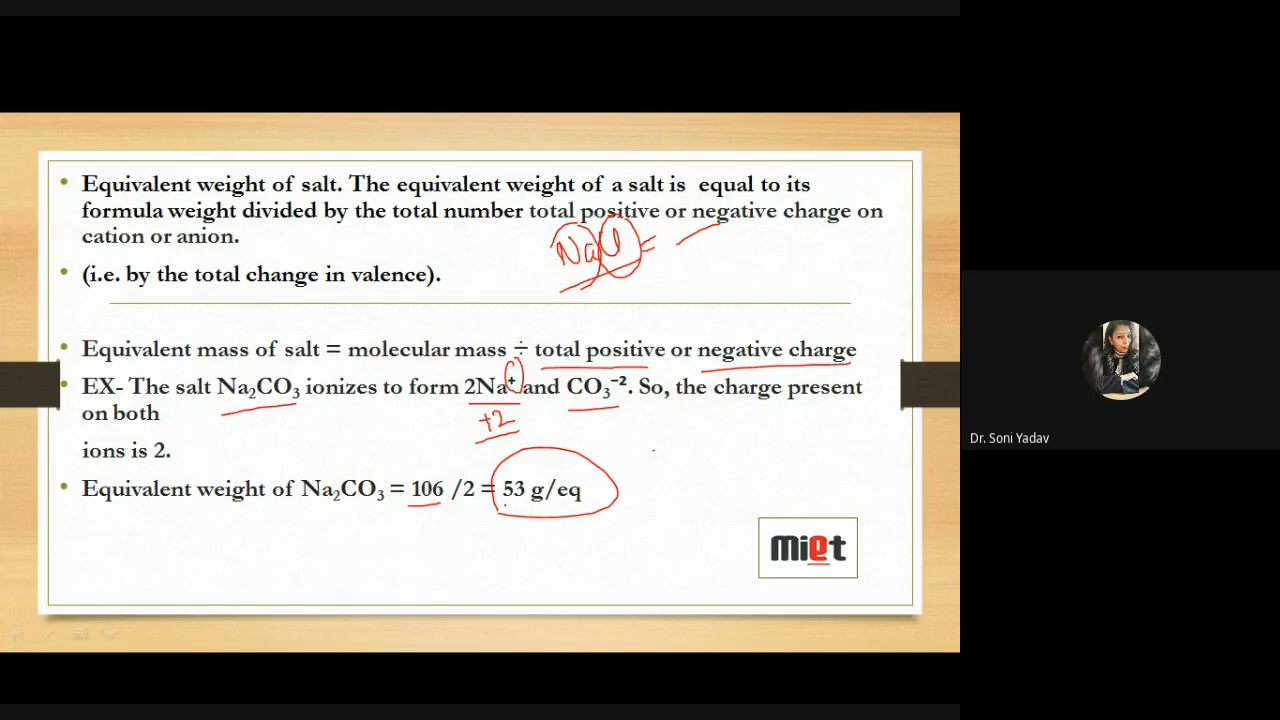 • Equivalent weight of salt. The equivalent weight of a salt is equal to its
formula weight divided by the total number total positive or negative charge on
cation or anion.
NaCl =
• (i.e. by the total change in valence).
• Equivalent mass of salt = molecular mass ÷ total positive or negative charge
• EX- The salt Na₂CO₃ ionizes to form 2Na⁺ and CO₃⁻². So, the charge present
on both
+2
ions is 2.
• Equivalent weight of Na₂CO₃ = 106 /2 = 53 g/eq
miet
Dr. Soni Yadav